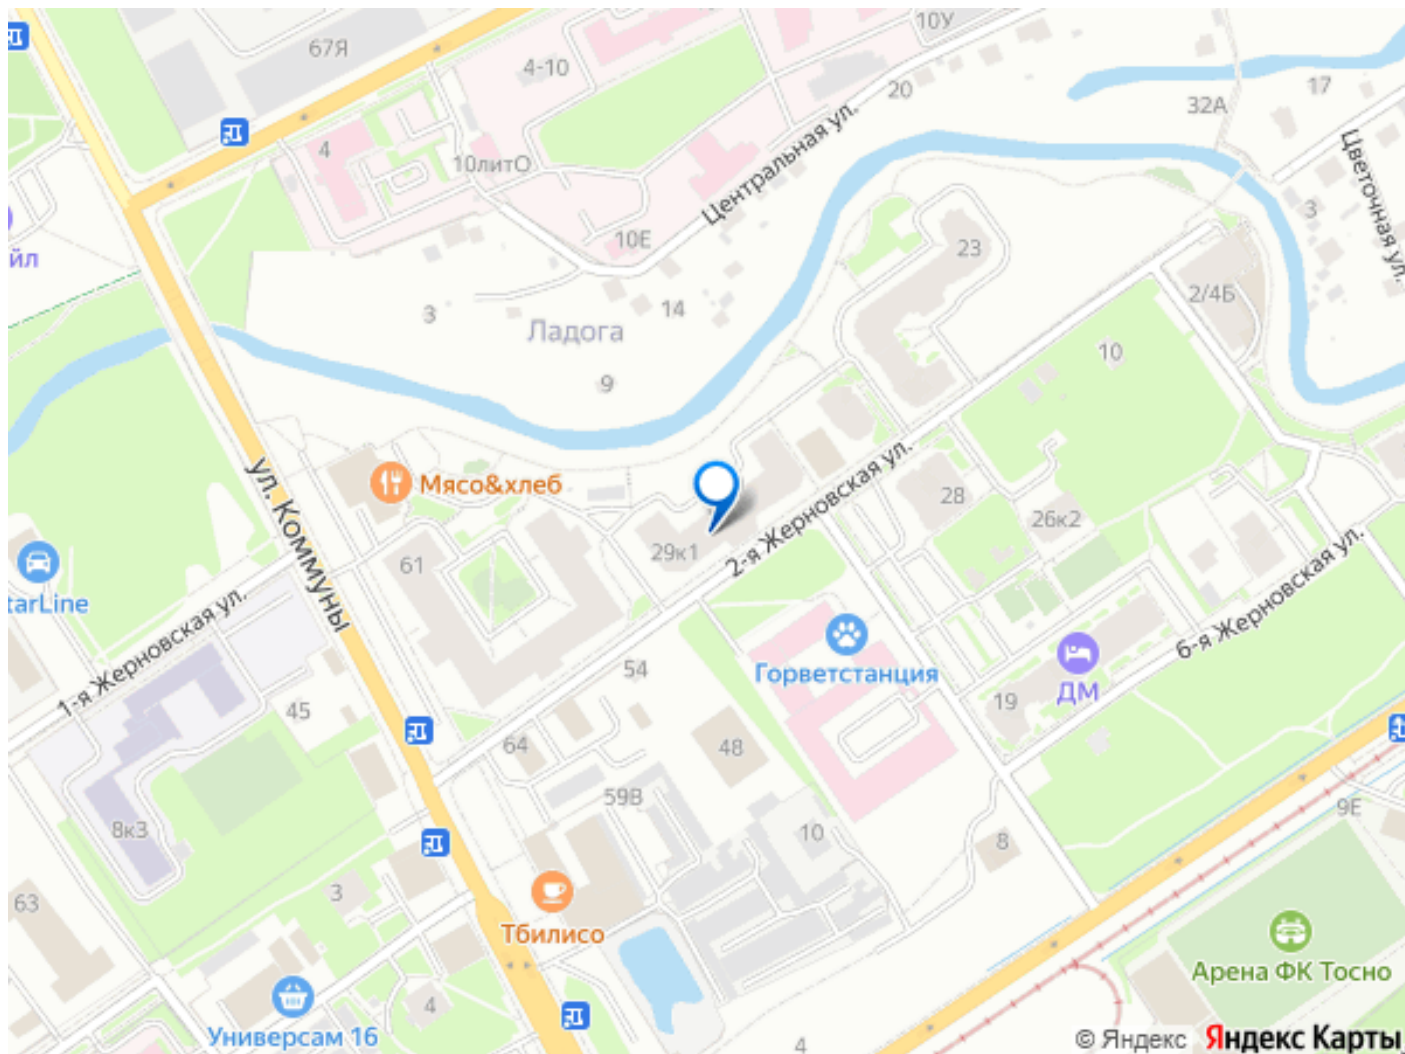 10У
67Я
4-10
20
17
32А
4
10литО
Центральная ул.
Цветочная ул.
3
10Е
23
йл
2/4Б
3
14
Ладога
10
9
Мясо&хлеб
ул. Коммуны
2-я Жерновская ул.
28
26к2
29к1
61
6-я Жерновская ул.
tarLine
1-я Жерновская ул.
Горветстанция
54
ДМ
19
45
64
48
59В
9Е
8к3
10
8
3
63
Тбилисо
Арена ФК Тосно
4
Универсам 16
4
© Яндекс Яндекс Карты